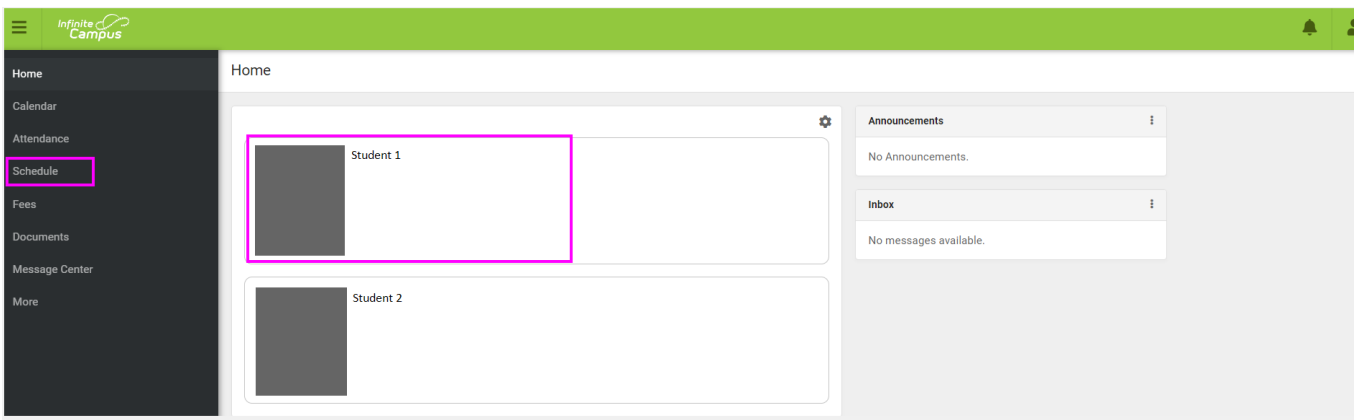 Infinite
Campus
Home
Calendar
Attendance
Schedule
Fees
Documents
Message Center
More
Home
Student 1
Student 2
Announcements
No Announcements.
Inbox
No messages available.